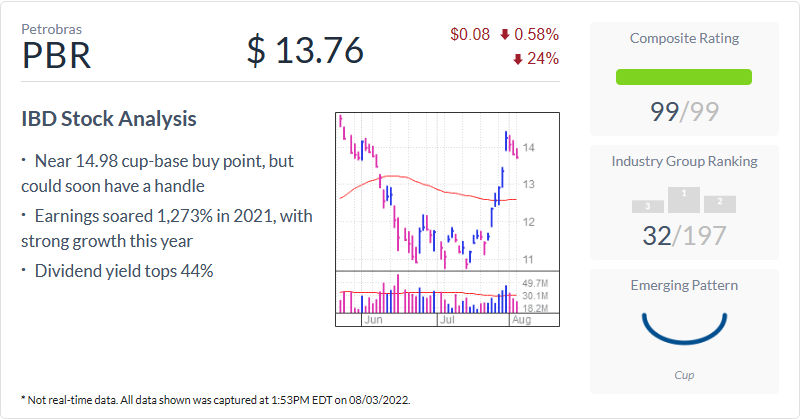 Petrobras
PBR
$ 13.76
$0.08 0.58%
24%
IBD Stock Analysis
· Near 14.98 cup-base buy point, but
could soon have a handle
· Earnings soared 1,273% in 2021, with
strong growth this year
· Dividend yield tops 44%
14
13
12
11
49.7M
30.1M
18.2M
Jun Jul Aug
Composite Rating
99/99
Industry Group Ranking
3 1 2
32/197
Emerging Pattern
Cup
* Not real-time data. All data shown was captured at 1:53PM EDT on 08/03/2022.